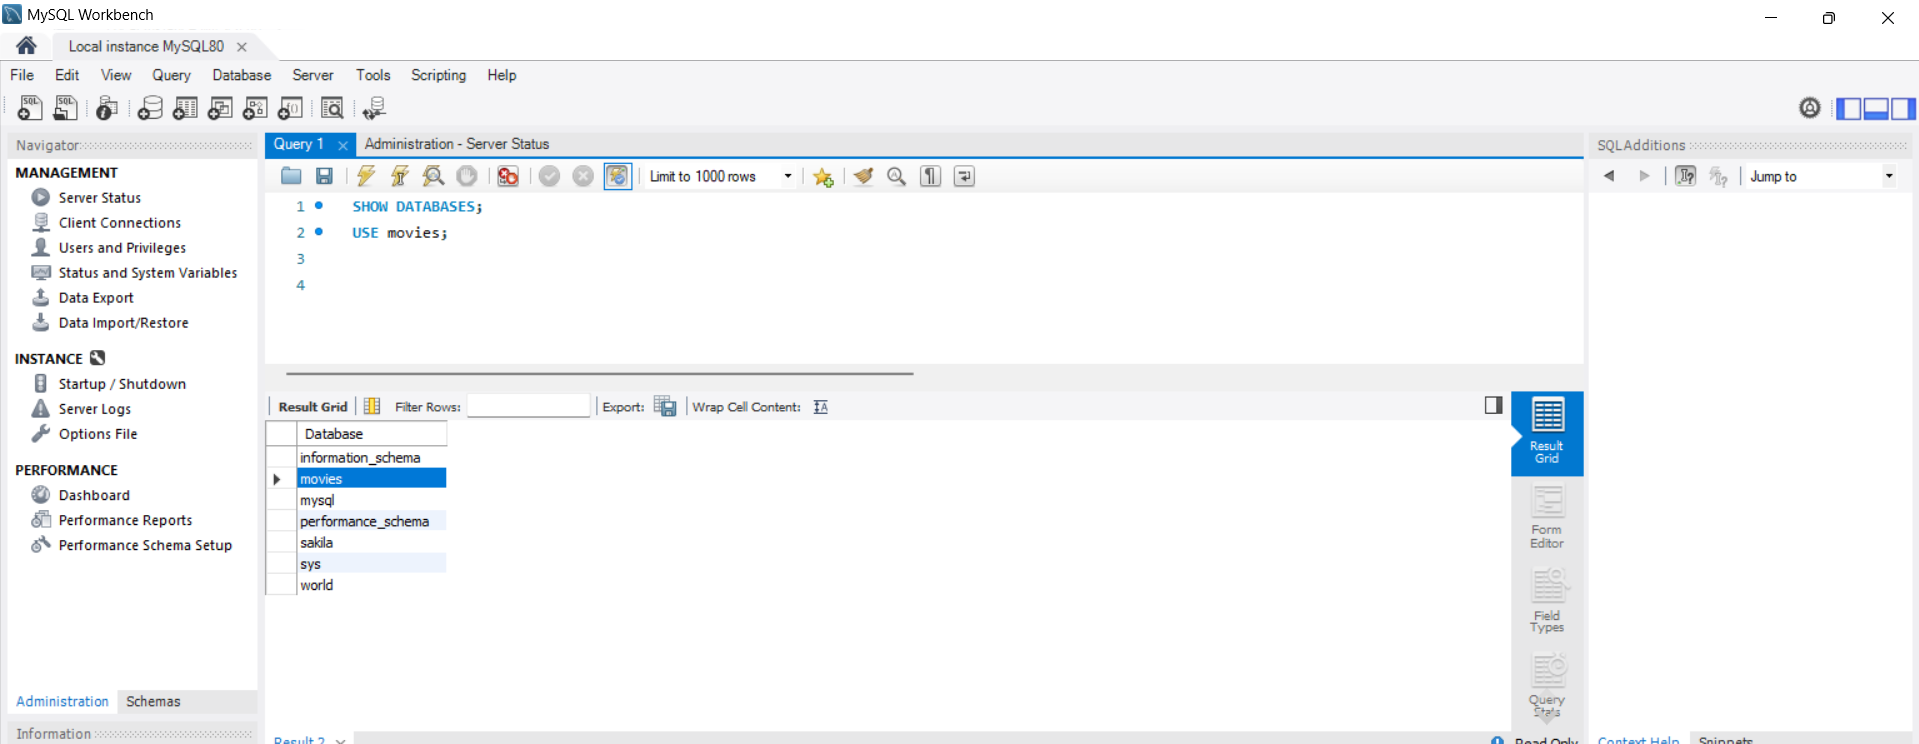 MySQL Workbench
Local instance MySQL80
File Edit View Query Database Server Tools Scripting Help
Navigator
MANAGEMENT
Server Status
Client Connections
Users and Privileges
Status and System Variables
Data Export
Data Import/Restore
INSTANCE
Startup / Shutdown
Server Logs
Options File
PERFORMANCE
Dashboard
Performance Reports
Performance Schema Setup
Administration Schemas
Information
Query 1 Administration - Server Status
Limit to 1000 rows
1 SHOW DATABASES;
2 USE movies;
3
4
Result Grid Filter Rows: Export: Wrap Cell Content:
Database
information_schema
movies
mysql
performance_schema
sakila
sys
world
Result
Grid
Form
Editor
Field
Types
Query
Stats
Result 2
Read Only
SQLAdditions
Jump to
Context Help Snippets